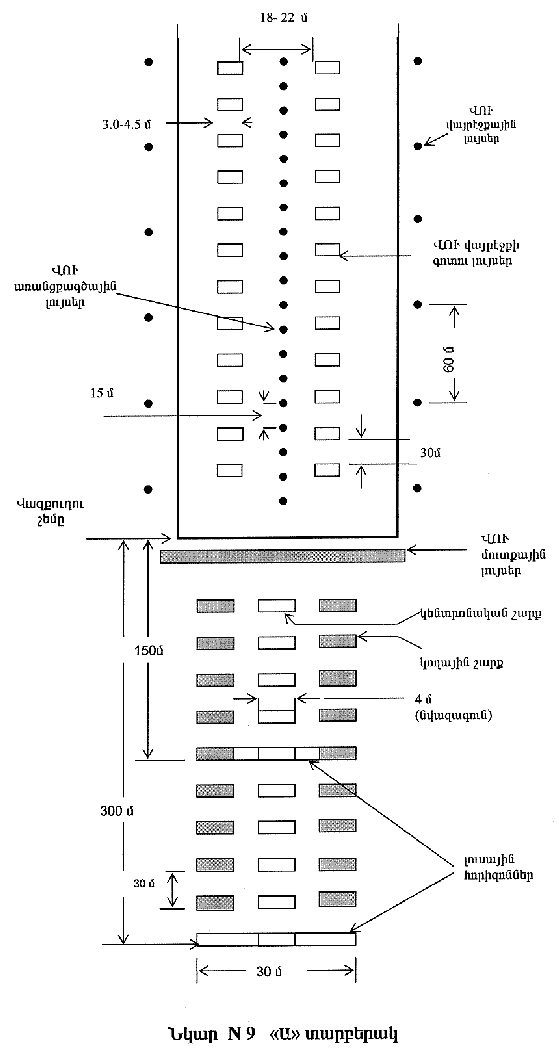 18- 22 մ
3.0-4.5 մ
ՎՈՒ
վայրէջքային
լույսեր
ՎՈՒ վայրէջքի
գոտու լույսեր
ՎՈՒ
առանցքագծային
լույսեր
60 մ
15 մ
30մ
Վազքուղու
շեմը
ՎՈՒ
մուտքային
լույսեր
կենտրոնական շարք
150մ
կողային շարք
4 մ
(նվազագուն)
300 մ
լուսային
հորիզոններ
30 մ
30 մ
Նկար N 9 «Ա» տարբերակ